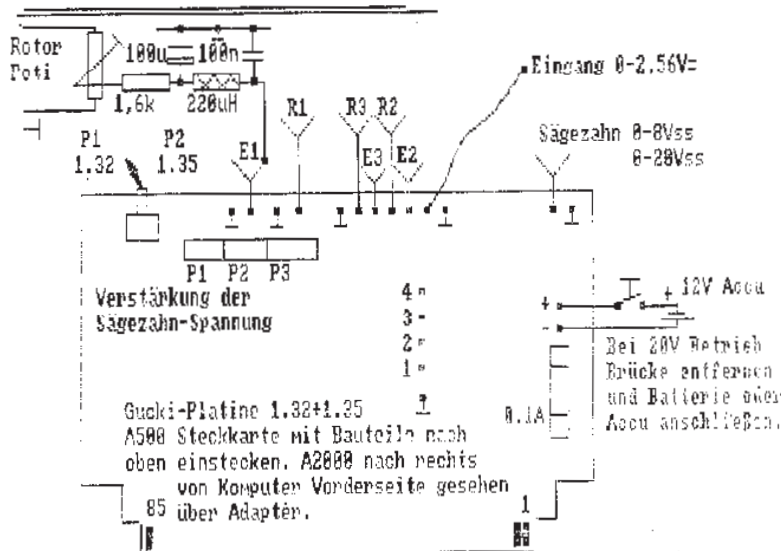 Rotor
Poti
100u 100n
1,6k 220uH
Eingang 0-2.56V=
P1 P2
1.32 1.35
E1 R1 R3 R2
E3 E2
Sägezahn 0-8Vss
0-20Vss
P1 P2 P3
Verstärkung der
Sägezahn-Spannung
4
3
2
1
+ + 12V Accu
-
Bei 20V Betrieb
Brücke entfernen
und Batterie oder
Accu anschließen.
0.1A
Gucki-Platine 1.32+1.35
A500 Steckkarte mit Bauteile nach
oben einstecken. A2000 nach rechts
von Komputer Vorderseite gesehen
über Adapter.
85 1